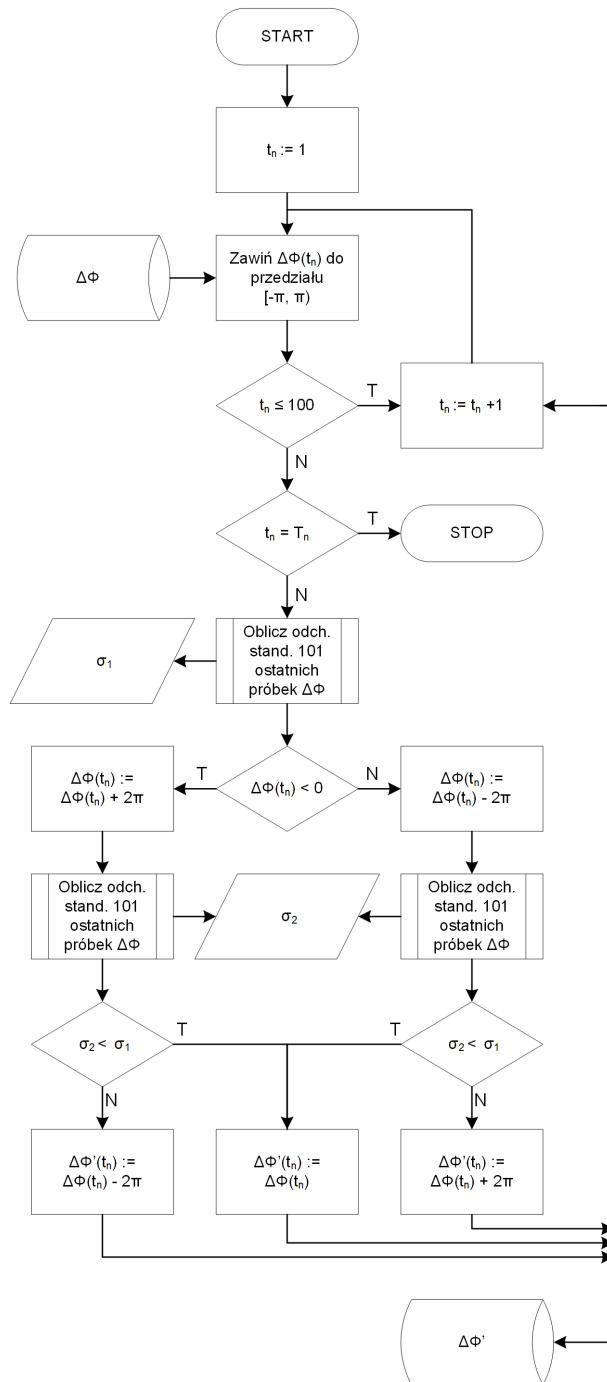 START
tₙ := 1
ΔΦ
Zawiń ΔΦ(tₙ) do
przedziału
[-π, π)
tₙ ≤ 100
T
tₙ := tₙ +1
N
tₙ = Tₙ
T
STOP
N
σ₁
Oblicz odch.
stand. 101
ostatnich
próbek ΔΦ
ΔΦ(tₙ) :=
ΔΦ(tₙ) + 2π
T
ΔΦ(tₙ) < 0
N
ΔΦ(tₙ) :=
ΔΦ(tₙ) - 2π
Oblicz odch.
stand. 101
ostatnich
próbek ΔΦ
σ₂
Oblicz odch.
stand. 101
ostatnich
próbek ΔΦ
σ₂ < σ₁
T
T
σ₂ < σ₁
N
N
ΔΦ’(tₙ) :=
ΔΦ(tₙ) - 2π
ΔΦ’(tₙ) :=
ΔΦ(tₙ)
ΔΦ’(tₙ) :=
ΔΦ(tₙ) + 2π
ΔΦ’